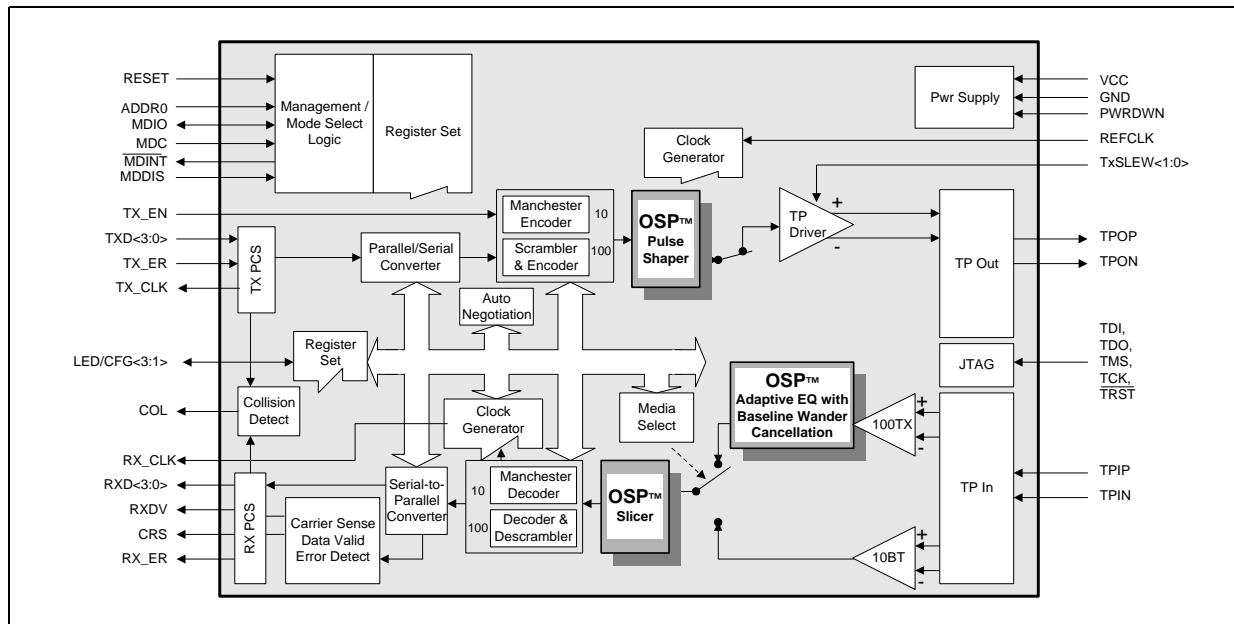 RESET
ADDR0
MDIO
MDC
MDINT
MDDIS
Management /
Mode Select
Logic
Register Set
Pwr Supply
VCC
GND
PWRDWN
REFCLK
TxSLEW<1:0>
Clock
Generator
TX_EN
TXD<3:0>
TX_ER
TX_CLK
TX PCS
Parallel/Serial
Converter
Manchester
Encoder
10
Scrambler
& Encoder
100
OSP™
Pulse
Shaper
TP
Driver
+
-
TP Out
TPOP
TPON
Auto
Negotiation
LED/CFG<3:1>
Register
Set
JTAG
TDI,
TDO,
TMS,
TCK,
TRST
COL
Collision
Detect
Clock
Generator
Media
Select
OSP™
Adaptive EQ with
Baseline Wander
Cancellation
100TX
+
-
RX_CLK
RXD<3:0>
RXDV
CRS
RX_ER
RX PCS
Carrier Sense
Data Valid
Error Detect
Serial-to-
Parallel
Converter
10
Manchester
Decoder
100
Decoder &
Descrambler
OSP™
Slicer
10BT
+
-
TP In
TPIP
TPIN